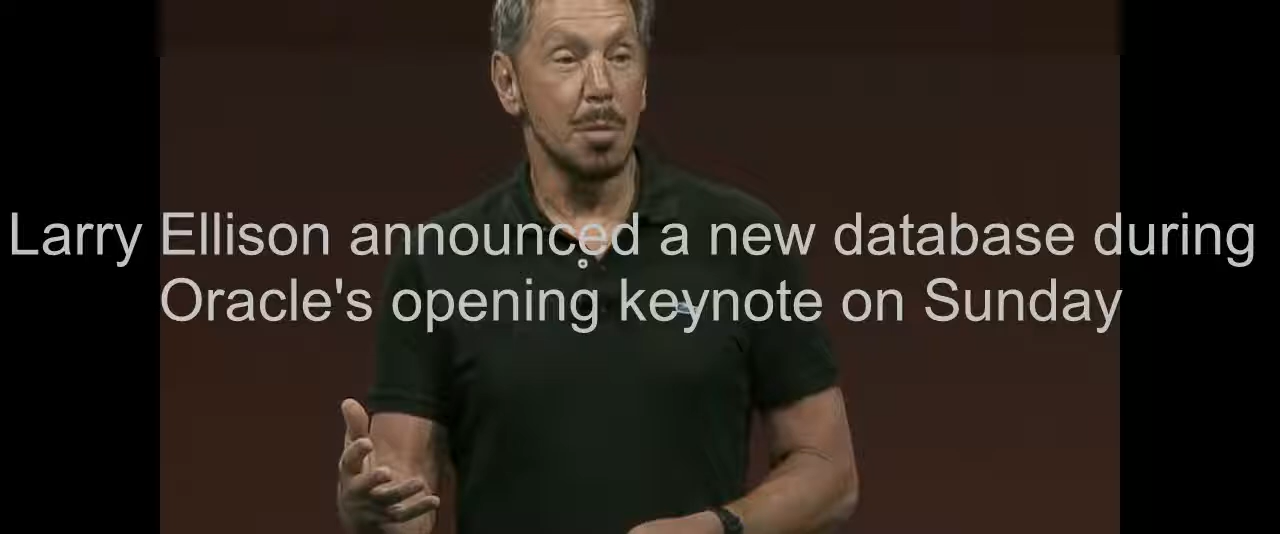 Larry Ellison announced a new database during
Oracle's opening keynote on Sunday